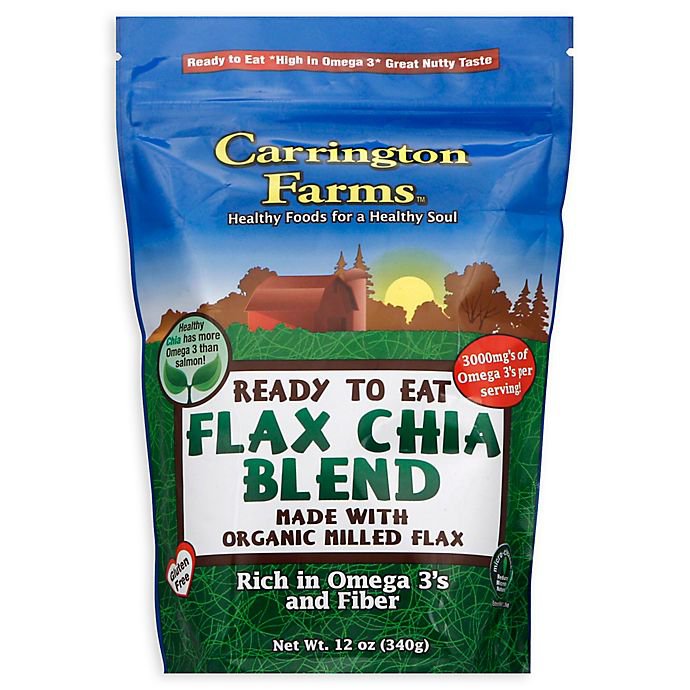 Ready to Eat *High in Omega 3* Great Nutty Taste
Carrington
Farms™
Healthy Foods for a Healthy Soul
Healthy
Chia has more
Omega 3 than
salmon!
3000mg's of
Omega 3's per
serving!
READY TO EAT
FLAX CHIA
BLEND
MADE WITH
ORGANIC MILLED FLAX
Gluten
Free
Rich in Omega 3's
and Fiber
Net Wt. 12 oz (340g)